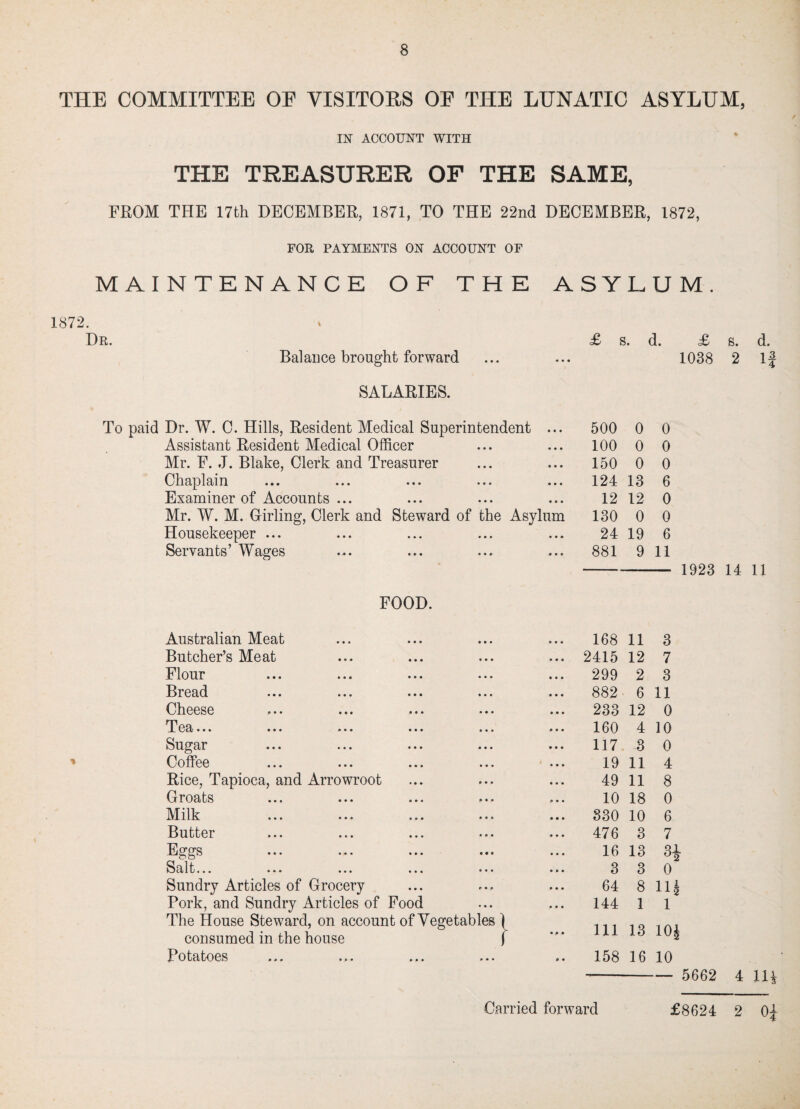 8
THE COMMITTEE OF VISITORS OF THE LUNATIC ASYLUM,
IN ACCOUNT WITH
THE TREASURER OF THE SAME,
FROM THE 17th DECEMBER, 1871, TO THE 22nd DECEMBER, 1872,
FOR PAYMENTS ON ACCOUNT OF
MAINTENANCE OF THE ASYLUM.
1872.
Dr. £ s. d. £ s. d.
Balance brought forward ... ... 1038 2 1¾
SALARIES.
To paid Dr. W. C. Hills, Resident Medical Superintendent ... 500 0 0
Assistant Resident Medical Officer ... ... 100 0 0
Mr. F. J. Blake, Clerk and Treasurer ... ... 150 0 0
Chaplain ... ... ... ... ... 124 13 6
Examiner of Accounts ... ... ... ... 12 12 0
Mr. W. M. Girling, Clerk and Steward of the Asylum 130 0 0
Housekeeper ... ... ... ... ... 24 19 6
Servants' Wages ... ... ... ... 881 9 11
1923 14 11
FOOD.
Australian Meat ... ... ... ... 168 11 3
Butcher's Meat ... ... ... ... 2415 12 7
Flour ... ... ... ... ... 299 2 3
Bread ... ... ... ... ... 882 6 11
Cheese ... ... ... ... ... 233 12 0
Tea... ... ... ... ... ... 160 4 10
Sugar ... ... ... ... ... 117 3 0
Coffee ... ... ... ... ... 19 11 4
Rice, Tapioca, and Arrowroot ... ... ... 49 11 8
Groats ... ... ... ... ... 10 18 0
Milk ... ... ... ... ... 330 10 6
Butter ... ... ... ... ... 476 3 7
Eggs ... ... ... ... ... 16 13 3½
Salt... ... ... ... ... ... 3 3 0
Sundry Articles of Grocery ... ... ... 64 8 11½
Pork, and Sundry Articles of Food ... ... 144 1 1
The House Steward, on account of Vegetables }
consumed in the house } ... 111 13 10½
Potatoes ... ... ... ... .. 158 16 10
5662 4 11½
Carried forward £8624 2 0¼